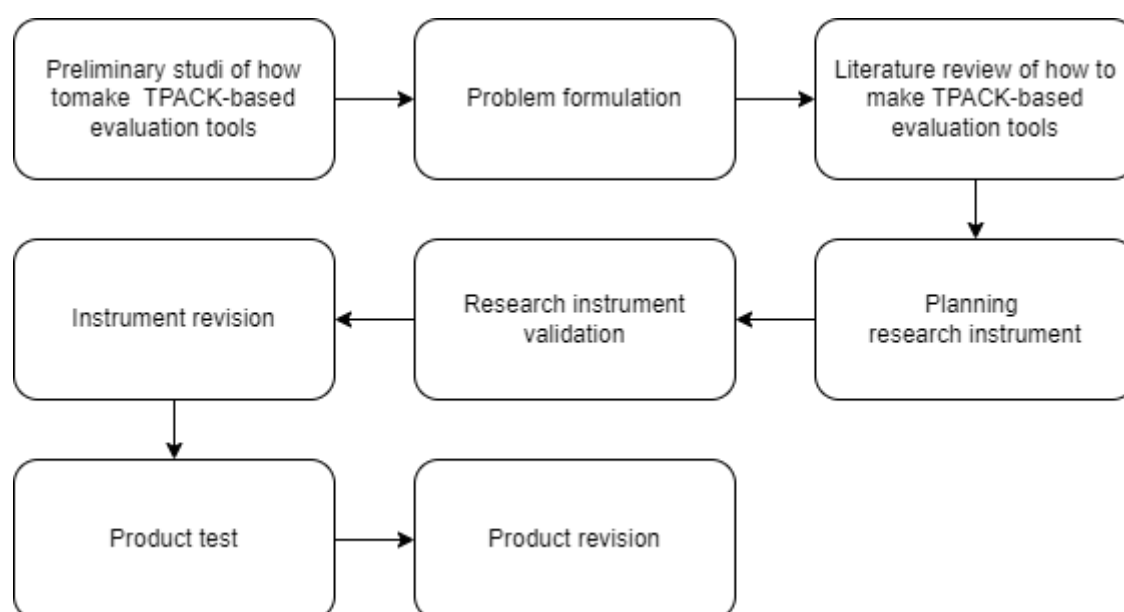 Preliminary studi of how
tomake TPACK-based
evaluation tools
Problem formulation
Literature review of how to
make TPACK-based
evaluation tools
Planning
research instrument
Research instrument
validation
Instrument revision
Product test
Product revision